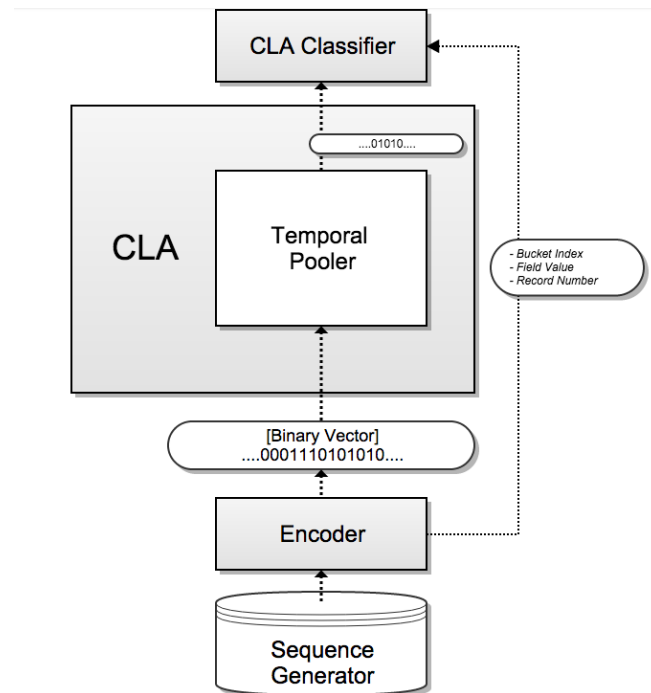 CLA Classifier
....01010....
CLA
Temporal
Pooler
- Bucket Index
- Field Value
- Record Number
[Binary Vector]
....0001110101010....
Encoder
Sequence
Generator